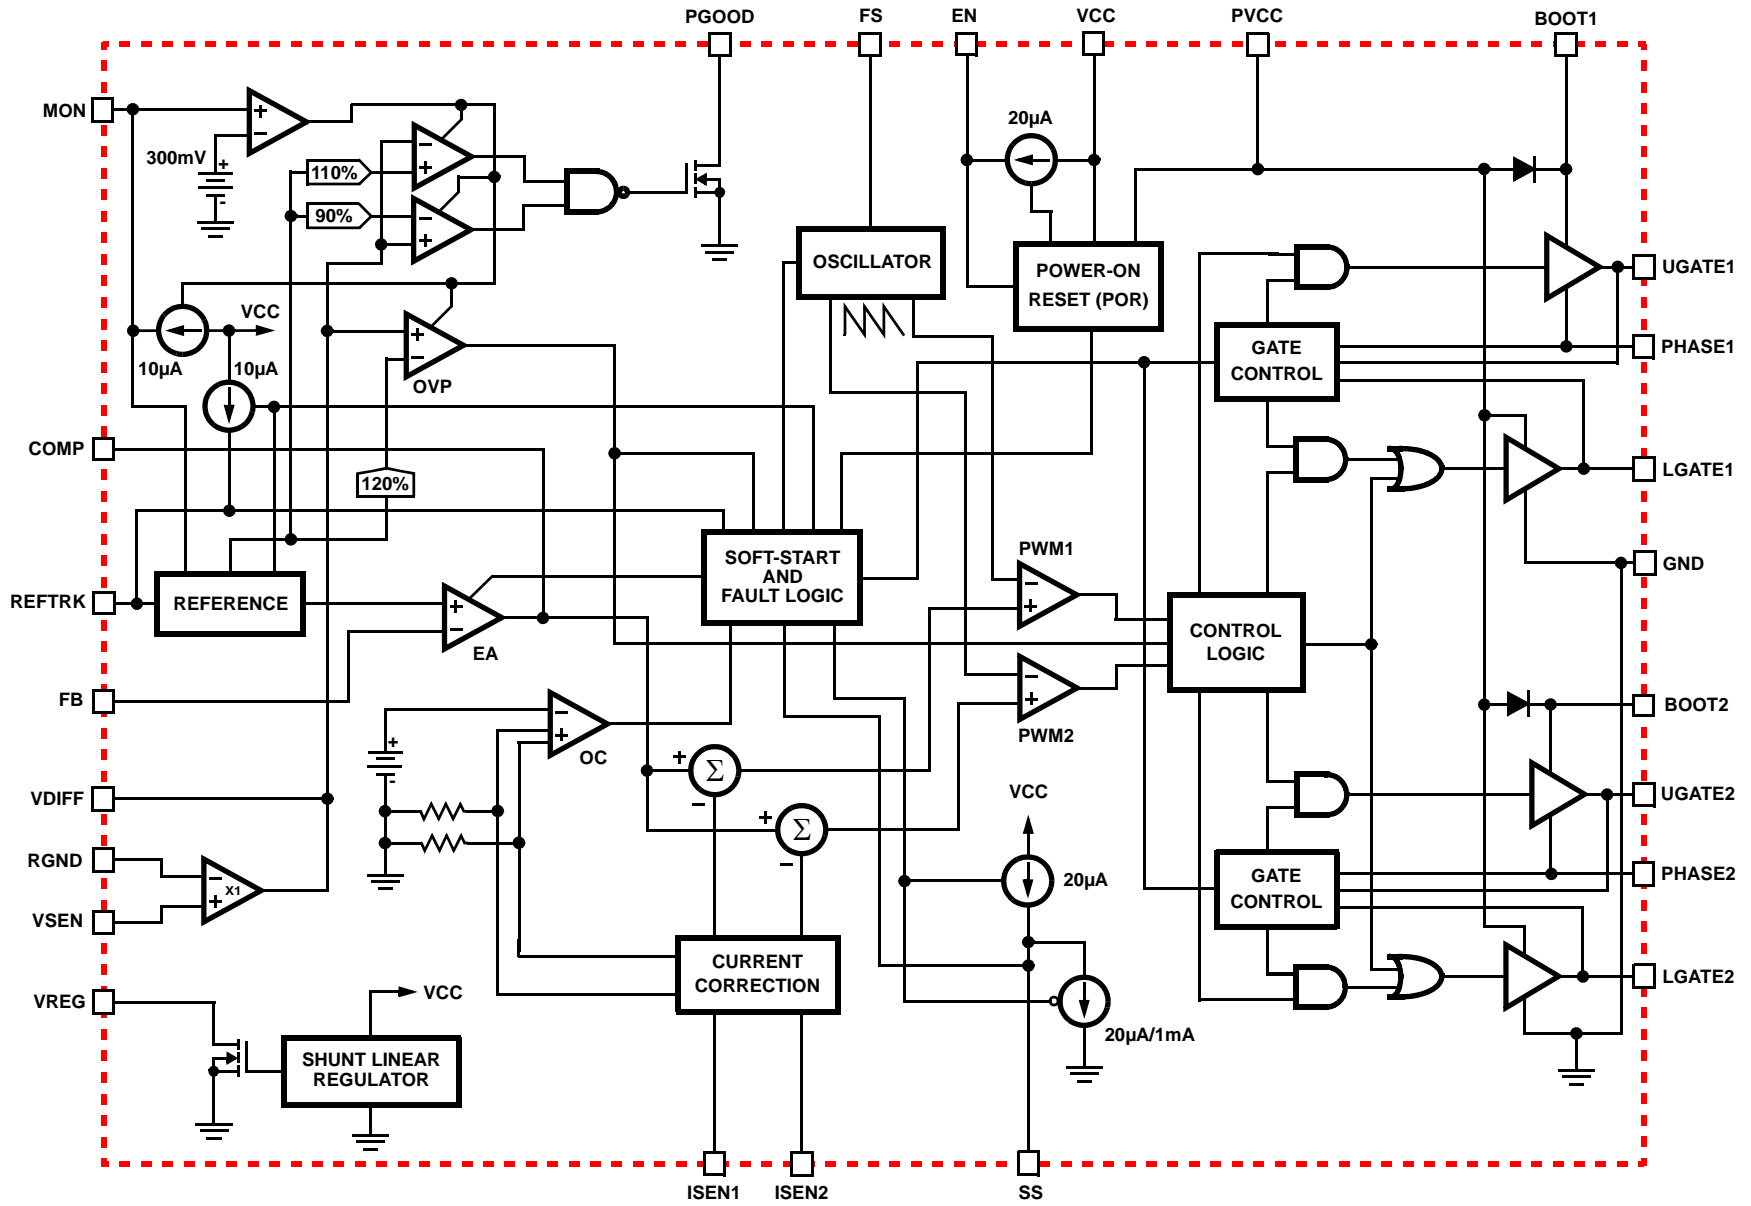 PGOOD
FS
EN
VCC
PVCC
BOOT1
MON
+
−
300mV
+
-
−
+
110%
90%
−
+
20µA
OSCILLATOR
POWER-ON
RESET (POR)
UGATE1
VCC
10µA
10µA
+
−
OVP
GATE
CONTROL
PHASE1
COMP
120%
LGATE1
REFTRK
REFERENCE
+
−
EA
SOFT-START
AND
FAULT LOGIC
PWM1
−
+
GND
CONTROL
LOGIC
FB
−
+
OC
+
-
−
+
PWM2
BOOT2
+
Σ
−
+
Σ
−
VDIFF
VCC
UGATE2
RGND
−
+
X1
VSEN
20µA
GATE
CONTROL
PHASE2
CURRENT
CORRECTION
VREG
VCC
20µA/1mA
LGATE2
SHUNT LINEAR
REGULATOR
ISEN1
ISEN2
SS